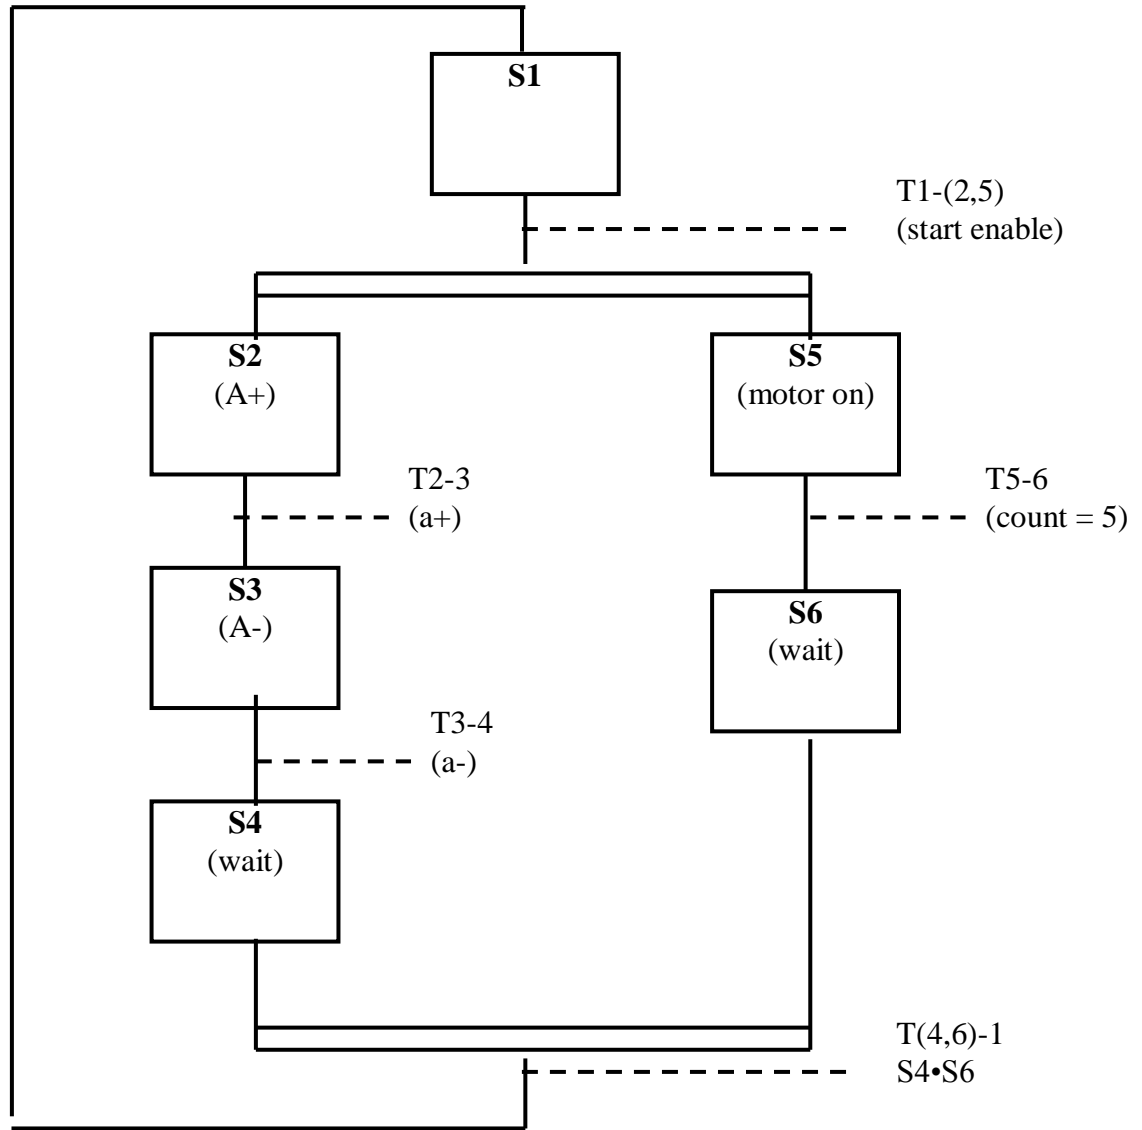 S1
T1-(2,5)
(start enable)
S2
(A+)
S5
(motor on)
T2-3
(a+)
T5-6
(count = 5)
S3
(A-)
S6
(wait)
T3-4
(a-)
S4
(wait)
T(4,6)-1
S4•S6